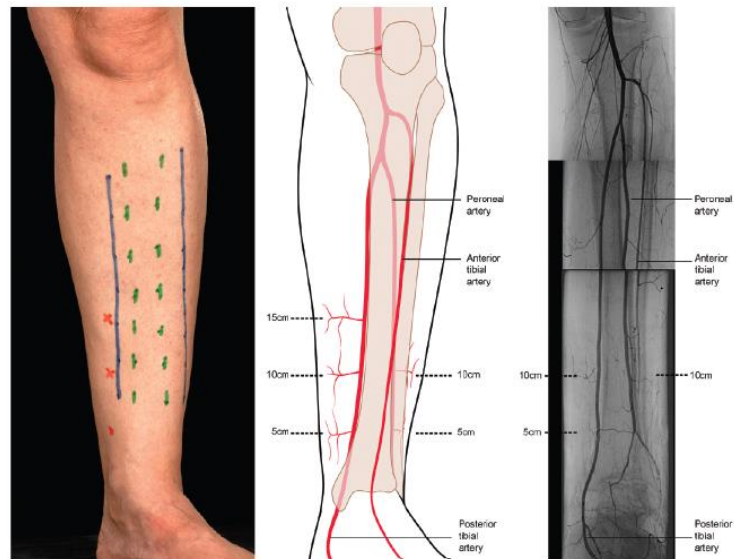 Peroneal
artery
Anterior
tibial
artery
15cm
10cm
10cm
5cm
5cm
Posterior
tibial
artery
Peroneal
artery
Anterior
tibial
artery
10cm
10cm
5cm
Posterior
tibial
artery